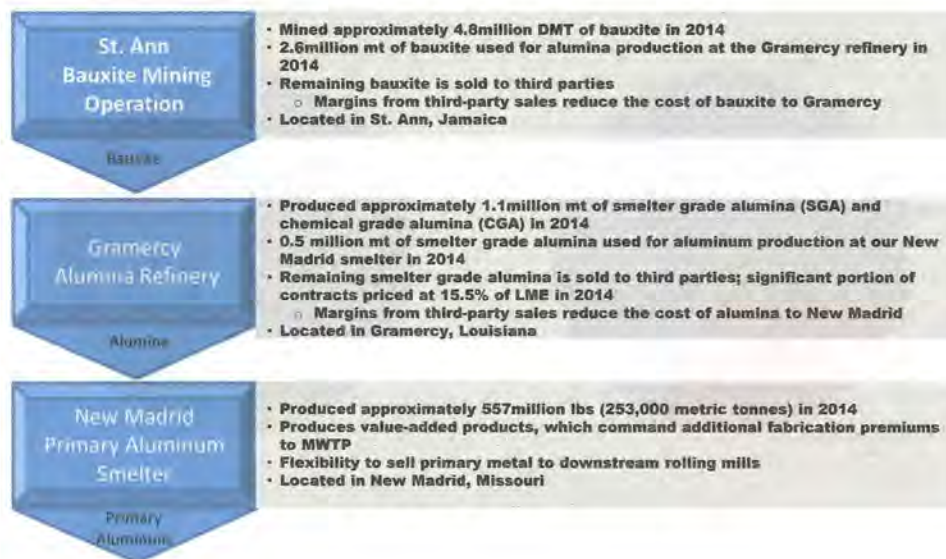 St. Ann
Bauxite Mining
Operation
Bauxite
• Mined approximately 4.8million DMT of bauxite in 2014
• 2.6million mt of bauxite used for alumina production at the Gramercy refinery in
2014
• Remaining bauxite is sold to third parties
o Margins from third-party sales reduce the cost of bauxite to Gramercy
• Located in St. Ann, Jamaica
Gramercy
Alumina Refinery
Alumina
• Produced approximately 1.1million mt of smelter grade alumina (SGA) and
chemical grade alumina (CGA) in 2014
• 0.5 million mt of smelter grade alumina used for aluminum production at our New
Madrid smelter in 2014
• Remaining smelter grade alumina is sold to third parties; significant portion of
contracts priced at 15.5% of LME in 2014
o Margins from third-party sales reduce the cost of alumina to New Madrid
• Located in Gramercy, Louisiana
New Madrid
Primary Aluminum
Smelter
Primary
Aluminum
• Produced approximately 557million lbs (253,000 metric tonnes) in 2014
• Produces value-added products, which command additional fabrication premiums
to MWTP
• Flexibility to sell primary metal to downstream rolling mills
• Located in New Madrid, Missouri